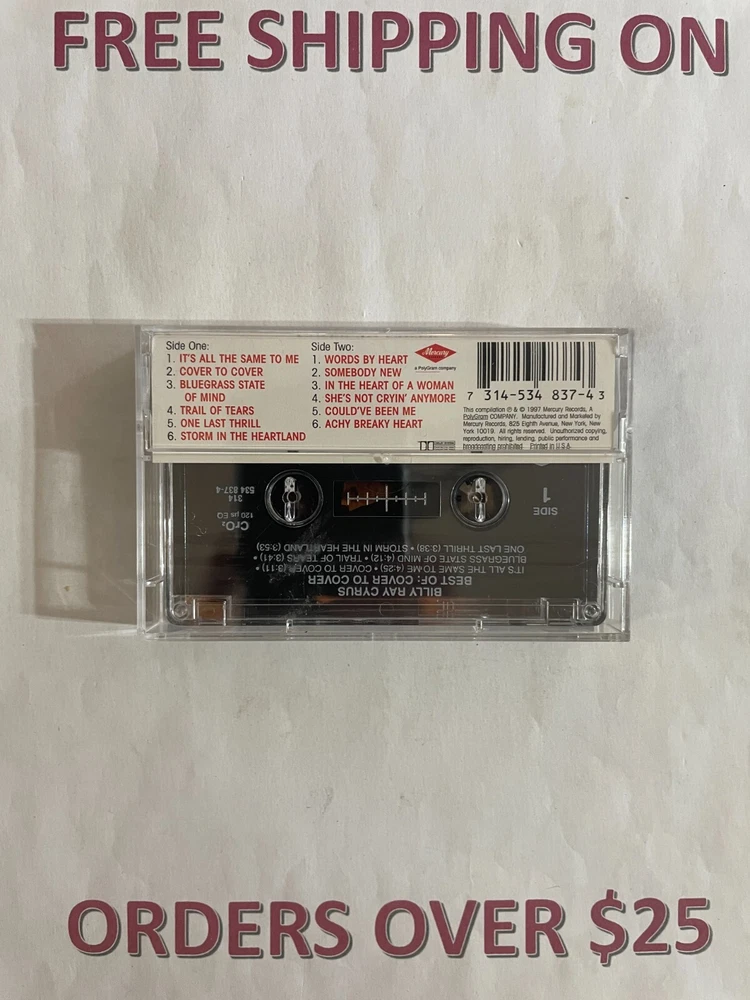 FREE SHIPPING ON
Side One:
1. IT'S ALL THE SAME TO ME
2. COVER TO COVER
3. BLUEGRASS STATE
OF MIND
4. TRAIL OF TEARS
5. ONE LAST THRILL
6. STORM IN THE HEARTLAND
Side Two:
1. WORDS BY HEART
2. SOMEBODY NEW
3. IN THE HEART OF A WOMAN
4. SHE'S NOT CRYIN' ANYMORE
5. COULD'VE BEEN ME
6. ACHY BREAKY HEART
Mercury
a PolyGram company
7 314-534 837-4 3
This compilation ℗ & © 1997 Mercury Records, A
PolyGram COMPANY. Manufactured and Marketed by
Mercury Records, 825 Eighth Avenue, New York, New
York 10019. All rights reserved. Unauthorized copying,
reproduction, hiring, lending, public performance and
broadcasting prohibited. Printed in U.S.A.
BILLY RAY CYRUS
BEST OF: COVER TO COVER
IT'S ALL THE SAME TO ME (4:25) • COVER TO COVER (3:11) •
BLUEGRASS STATE OF MIND (4:12) • TRAIL OF TEARS (3:41) •
ONE LAST THRILL (3:38) • STORM IN THE HEARTLAND (3:53)
SIDE
1
CrO₂
120 µs EQ
314
534 837-4
ORDERS OVER $25